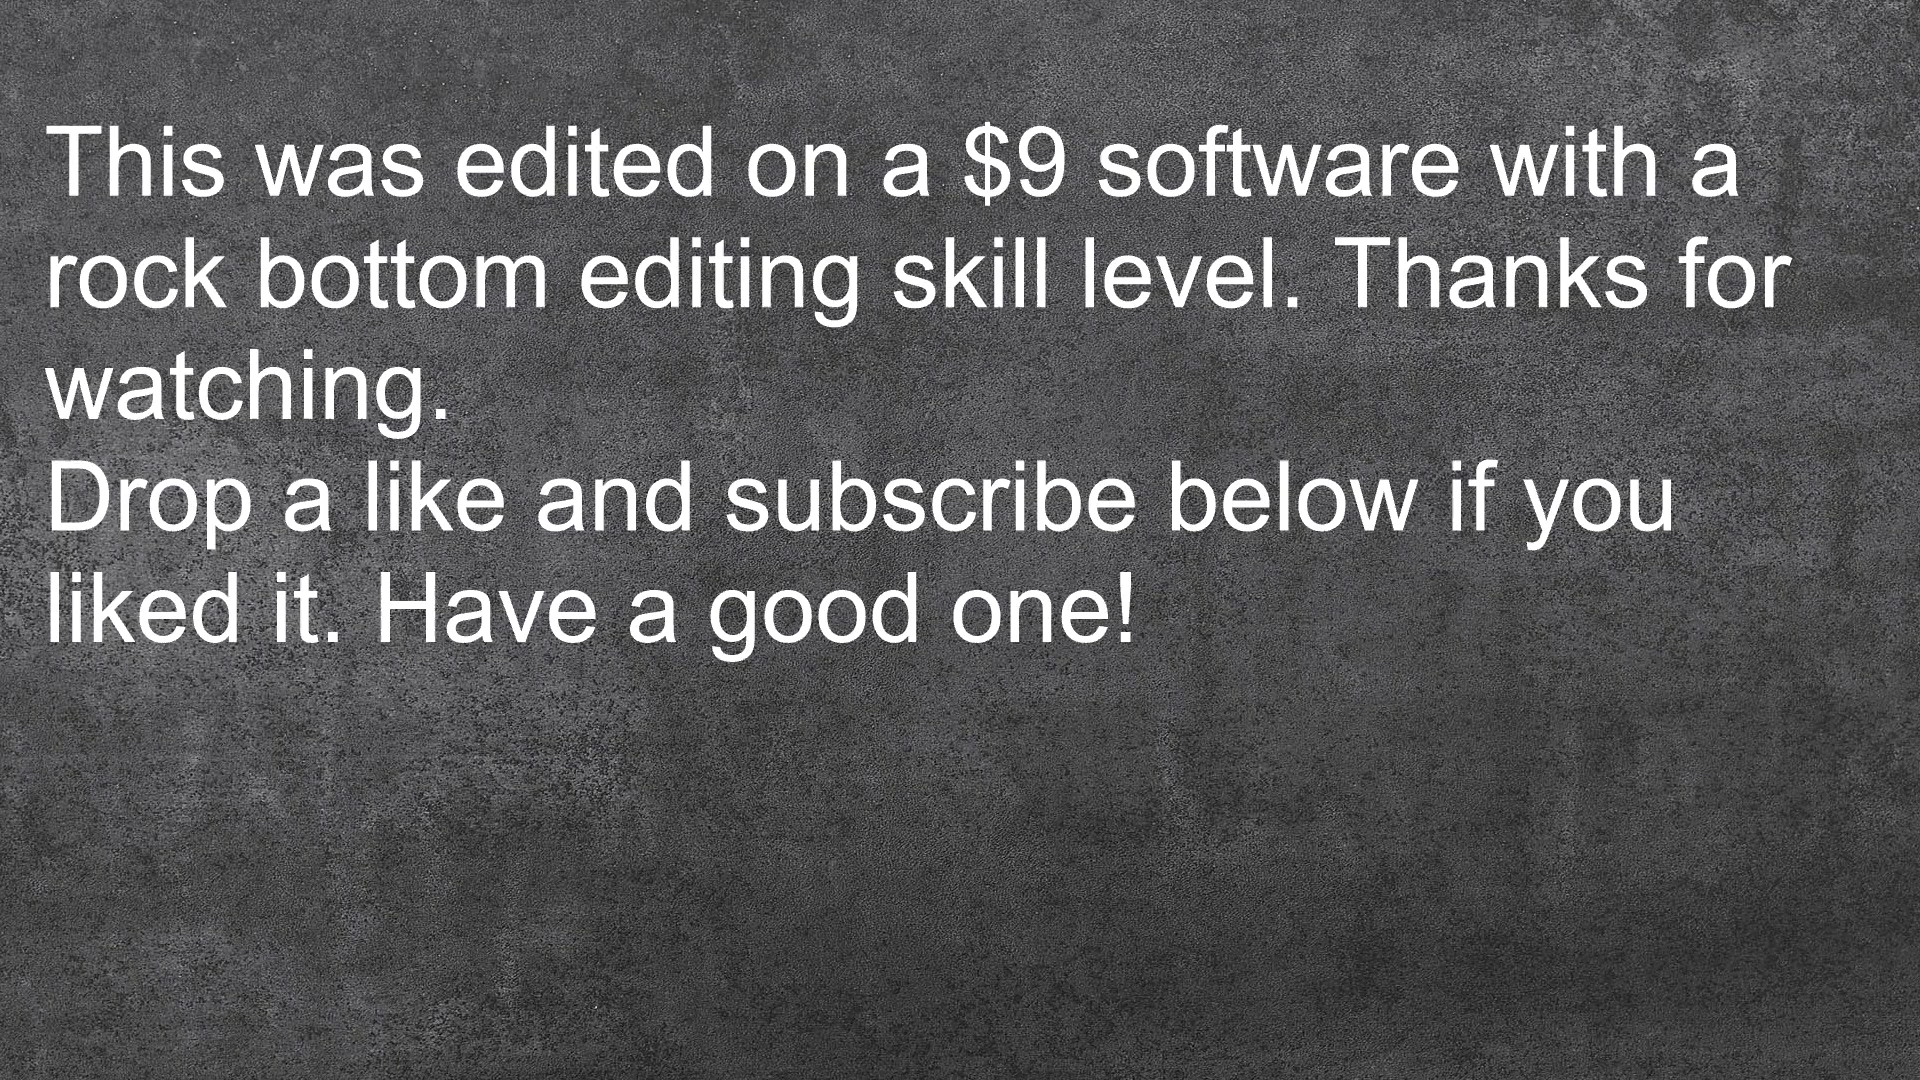 This was edited on a $9 software with a
rock bottom editing skill level. Thanks for
watching.
Drop a like and subscribe below if you
liked it. Have a good one!